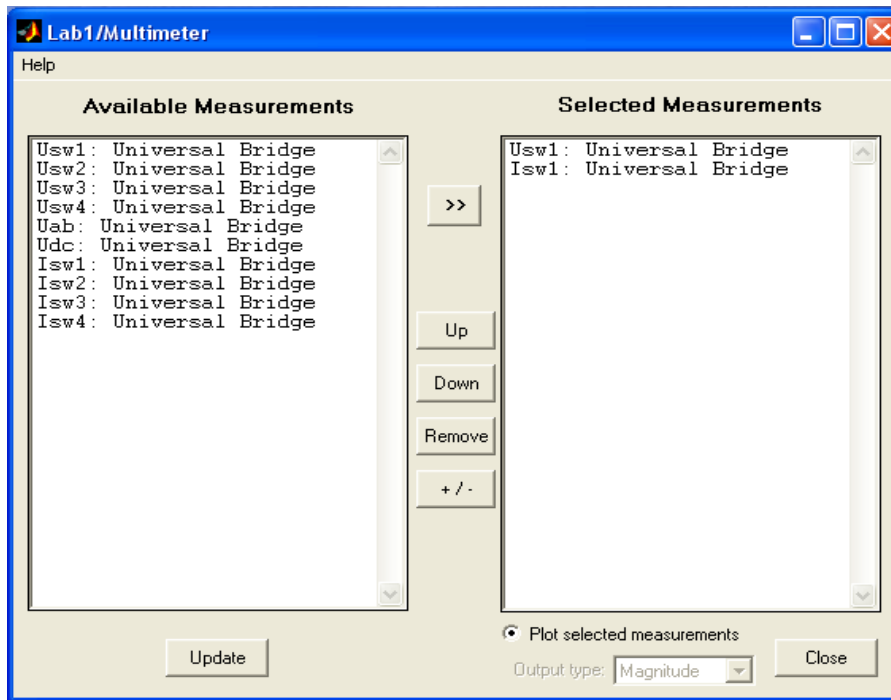 Lab1/Multimeter
Help
Available Measurements
Usw1: Universal Bridge
Usw2: Universal Bridge
Usw3: Universal Bridge
Usw4: Universal Bridge
Uab: Universal Bridge
Udc: Universal Bridge
Isw1: Universal Bridge
Isw2: Universal Bridge
Isw3: Universal Bridge
Isw4: Universal Bridge
Update
>>
Up
Down
Remove
+ / -
Selected Measurements
Usw1: Universal Bridge
Isw1: Universal Bridge
Plot selected measurements
Output type: Magnitude
Close